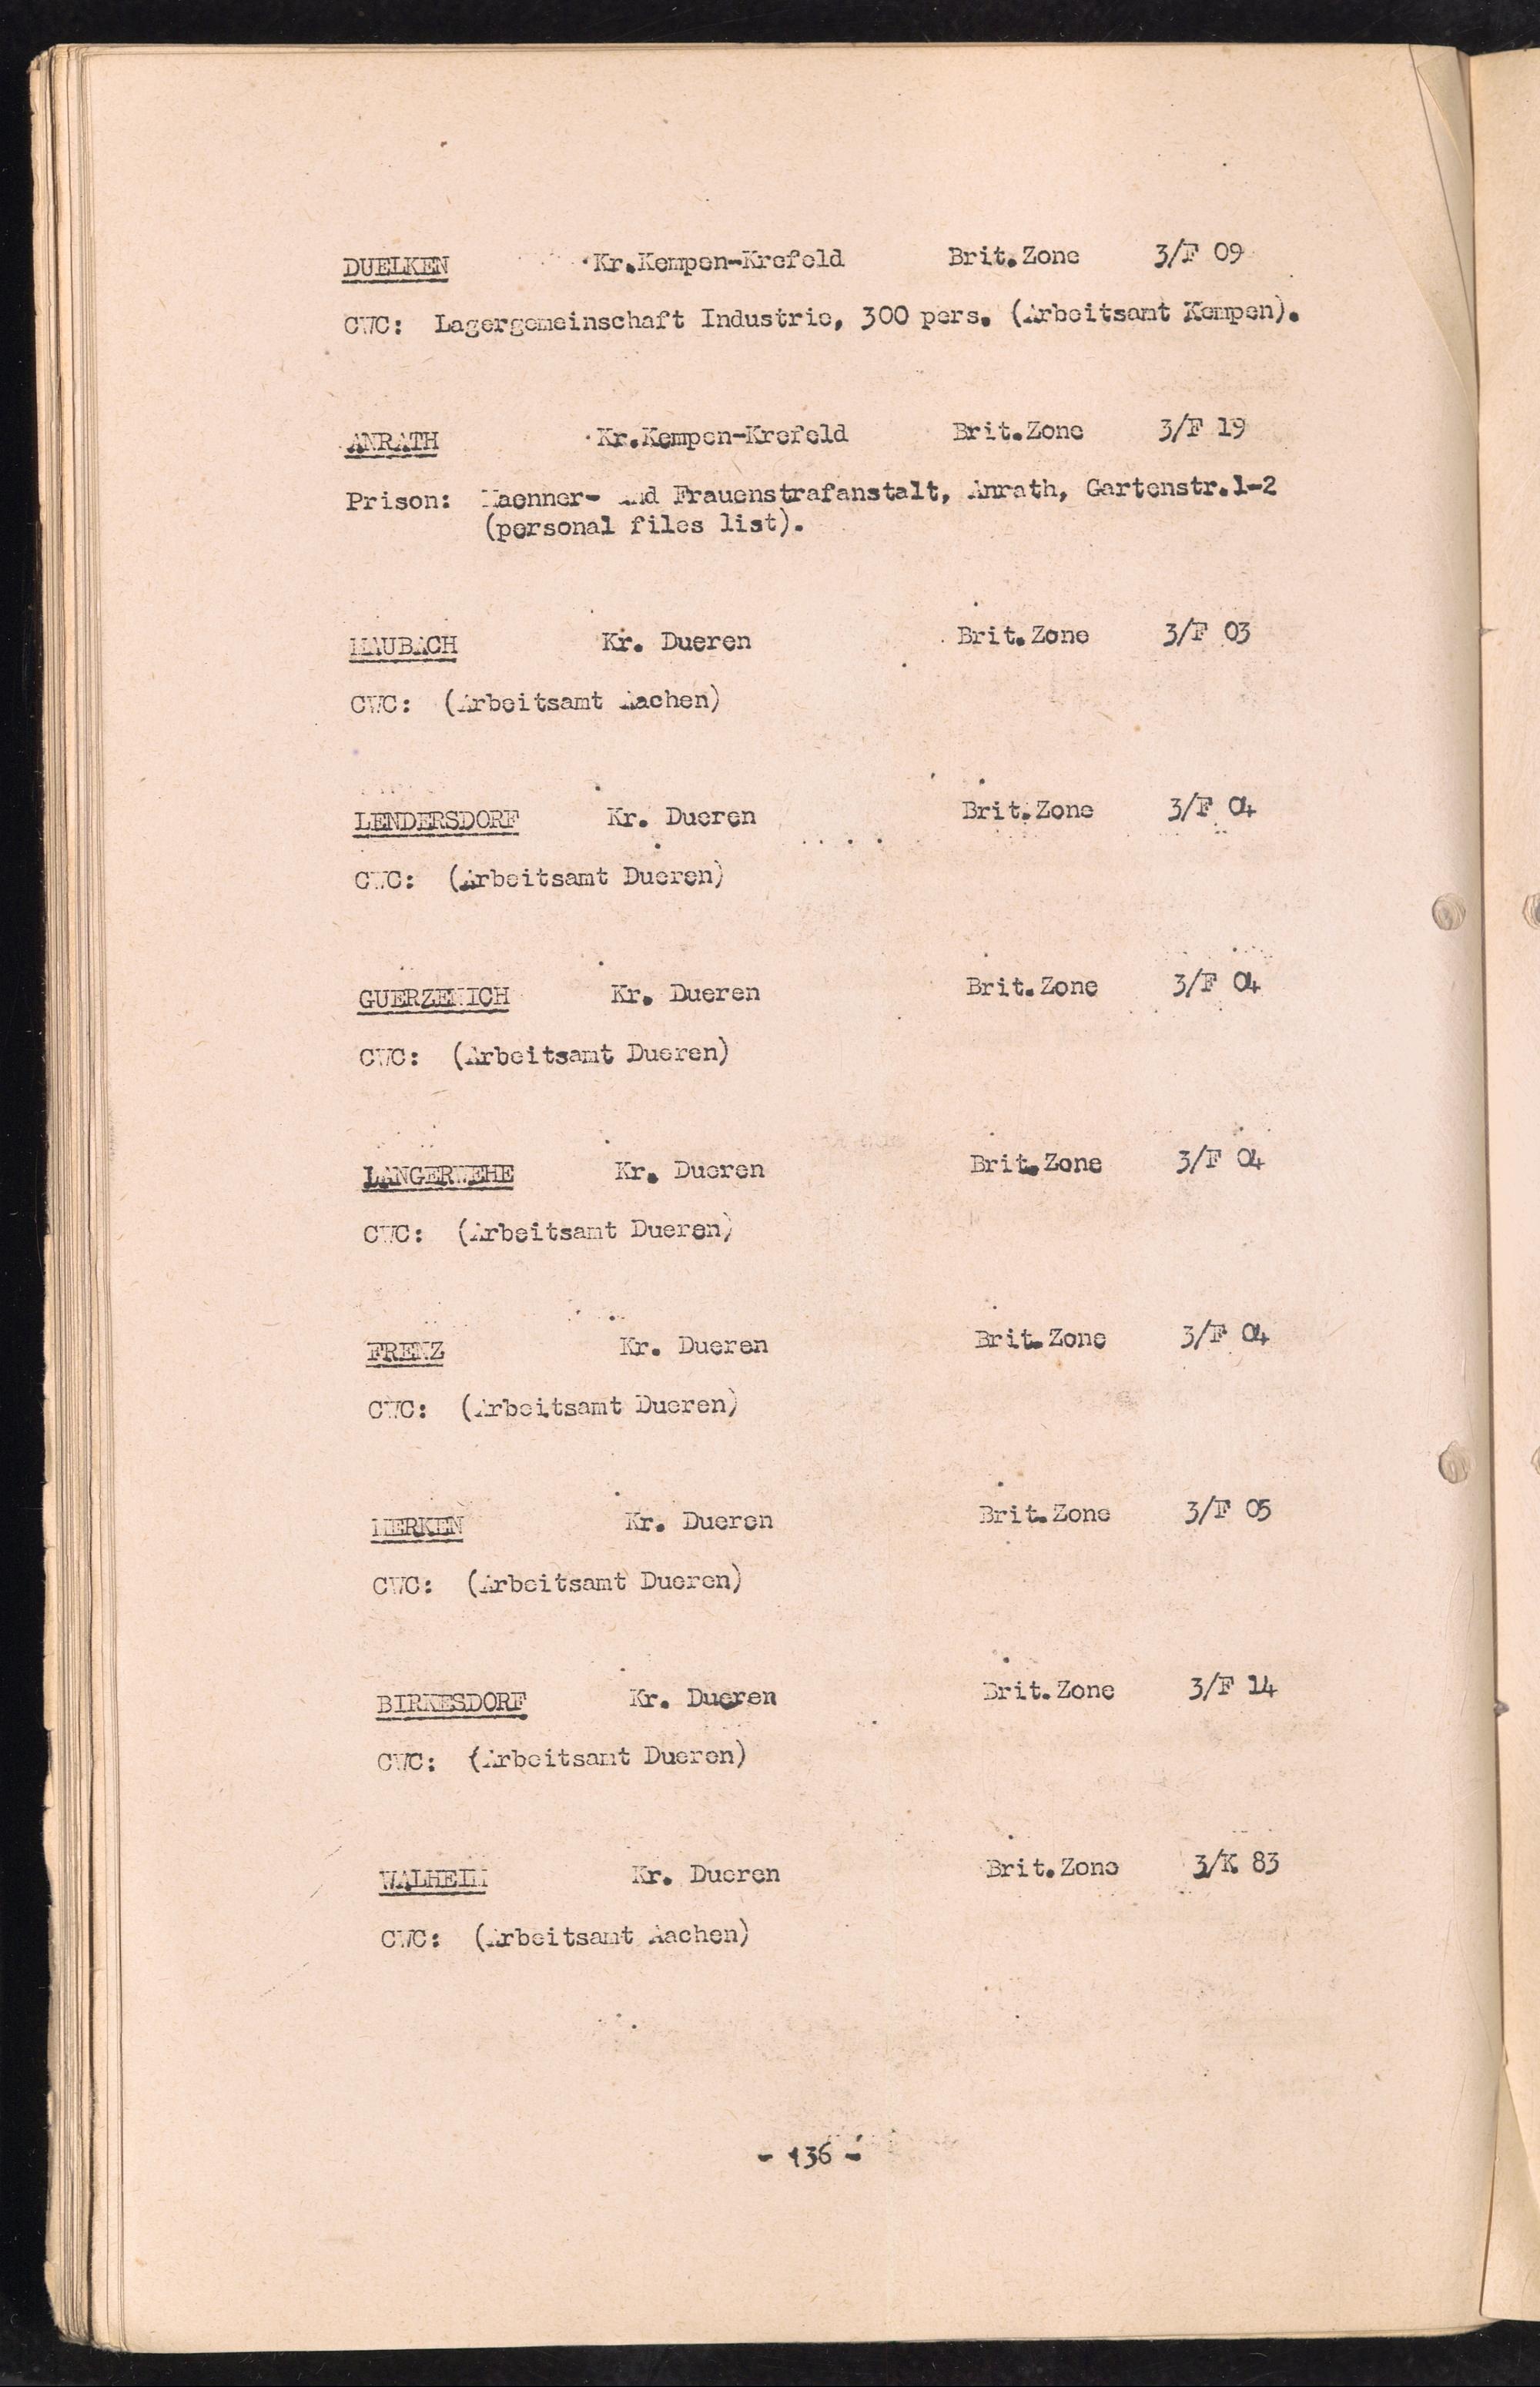 DUELKEN Kr.Kempen-Krefeld Brit.Zone 3/F 09
CWC: Lagergemeinschaft Industrie, 300 pers. (Arbeitsamt Kempen).
ANRATH Kr.Kempen-Krefeld Brit.Zone 3/F 19
Prison: Maenner- und Frauenstrafanstalt, Anrath, Gartenstr.1-2
(personal files list).
MAUBACH Kr. Dueren Brit.Zone 3/F 03
CWC: (Arbeitsamt Aachen)
LENDERSDORF Kr. Dueren Brit.Zone 3/F 04
CWC: (Arbeitsamt Dueren)
GUERZENICH Kr. Dueren Brit.Zone 3/F 04
CWC: (Arbeitsamt Dueren)
LANGERWEHE Kr. Dueren Brit.Zone 3/F 04
CWC: (Arbeitsamt Dueren)
FRENZ Kr. Dueren Brit.Zone 3/F 04
CWC: (Arbeitsamt Dueren)
MERKEN Kr. Dueren Brit.Zone 3/F 05
CWC: (Arbeitsamt Dueren)
BIRKESDORF Kr. Dueren Brit.Zone 3/F 14
CWC: (Arbeitsamt Dueren)
WALHEIM Kr. Dueren Brit.Zone 3/K 83
CWC: (Arbeitsamt Aachen)
- 136 -